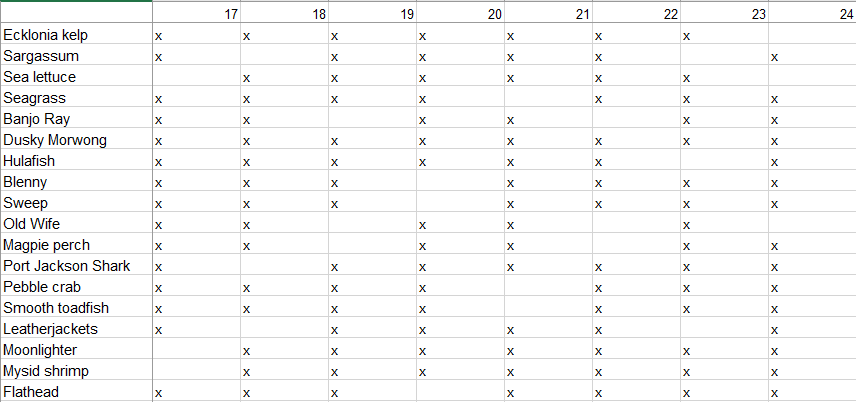 17 18 19 20 21 22 23 24
Ecklonia kelp x x x x x x x
Sargassum x x x x x x
Sea lettuce x x x x x x
Seagrass x x x x x x x
Banjo Ray x x x x x x
Dusky Morwong x x x x x x x x
Hulafish x x x x x x x
Blenny x x x x x x x
Sweep x x x x x x x
Old Wife x x x x x
Magpie perch x x x x x x
Port Jackson Shark x x x x x x x
Pebble crab x x x x x x x
Smooth toadfish x x x x x x x
Leatherjackets x x x x x x
Moonlighter x x x x x x x
Mysid shrimp x x x x x x x
Flathead x x x x x x x